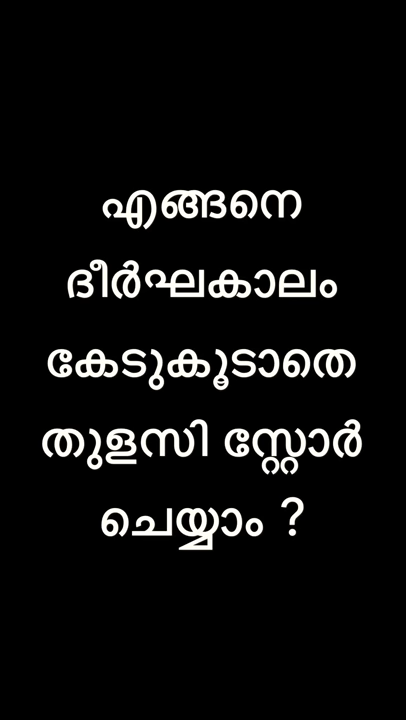 എങ്ങനെ
ദീർഘകാലം
കേടുകൂടാതെ
തുളസി സ്റ്റോർ
ചെയ്യാം ?